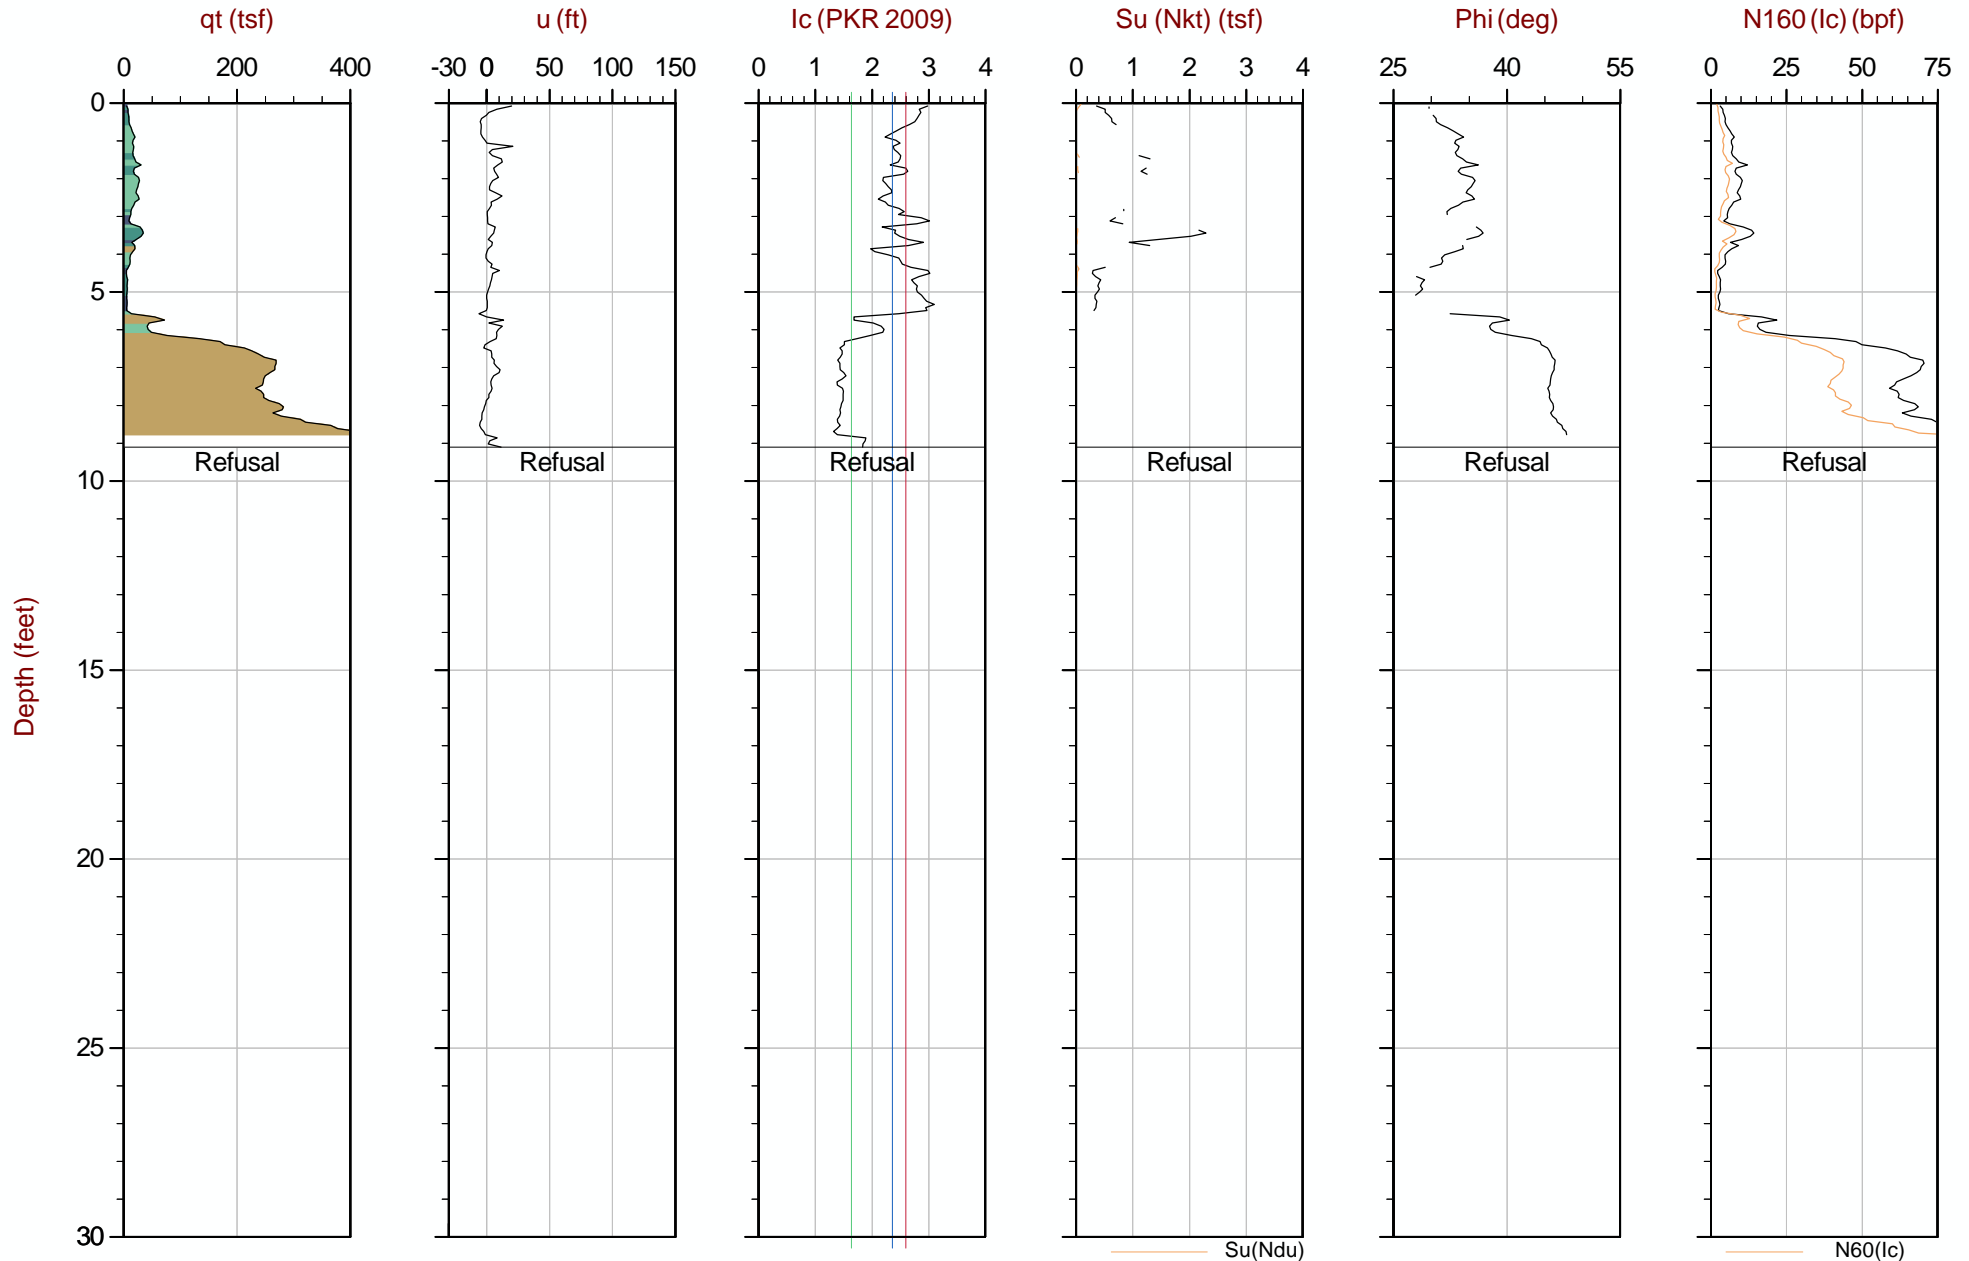 qt (tsf) u (ft) Ic (PKR 2009) Su (Nkt) (tsf) Phi (deg) N160 (Ic) (bpf)
0 200 400 -30 0 50 100 150 0 1 2 3 4 0 1 2 3 4 25 40 55 0 25 50 75
0
5
Refusal Refusal Refusal Refusal Refusal Refusal
10
15
Depth (feet)
20
25
30
Su(Ndu) N60(Ic)